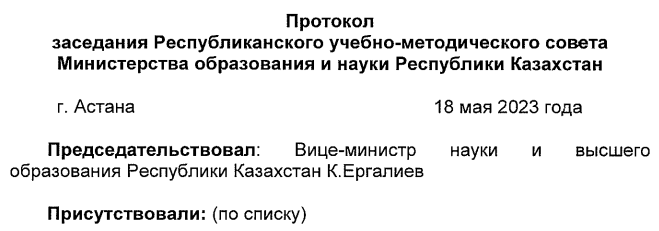 Протокол
заседания Республиканского учебно-методического совета
Министерства образования и науки Республики Казахстан
г. Астана 18 мая 2023 года
Председательствовал: Вице-министр науки и высшего
образования Республики Казахстан К.Ергалиев
Присутствовали: (по списку)